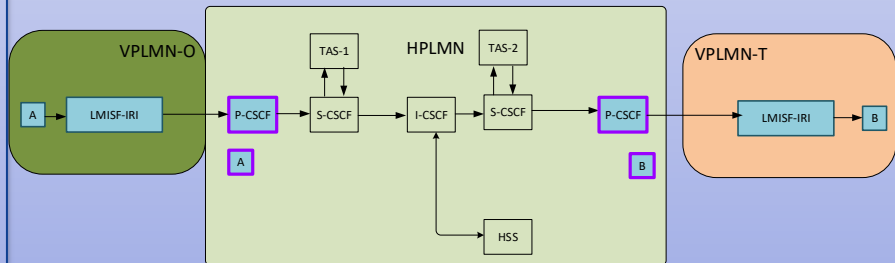 VPLMN-O
HPLMN
VPLMN-T
TAS-1
TAS-2
A
LMISF-IRI
P-CSCF
S-CSCF
I-CSCF
S-CSCF
P-CSCF
LMISF-IRI
B
A
B
HSS